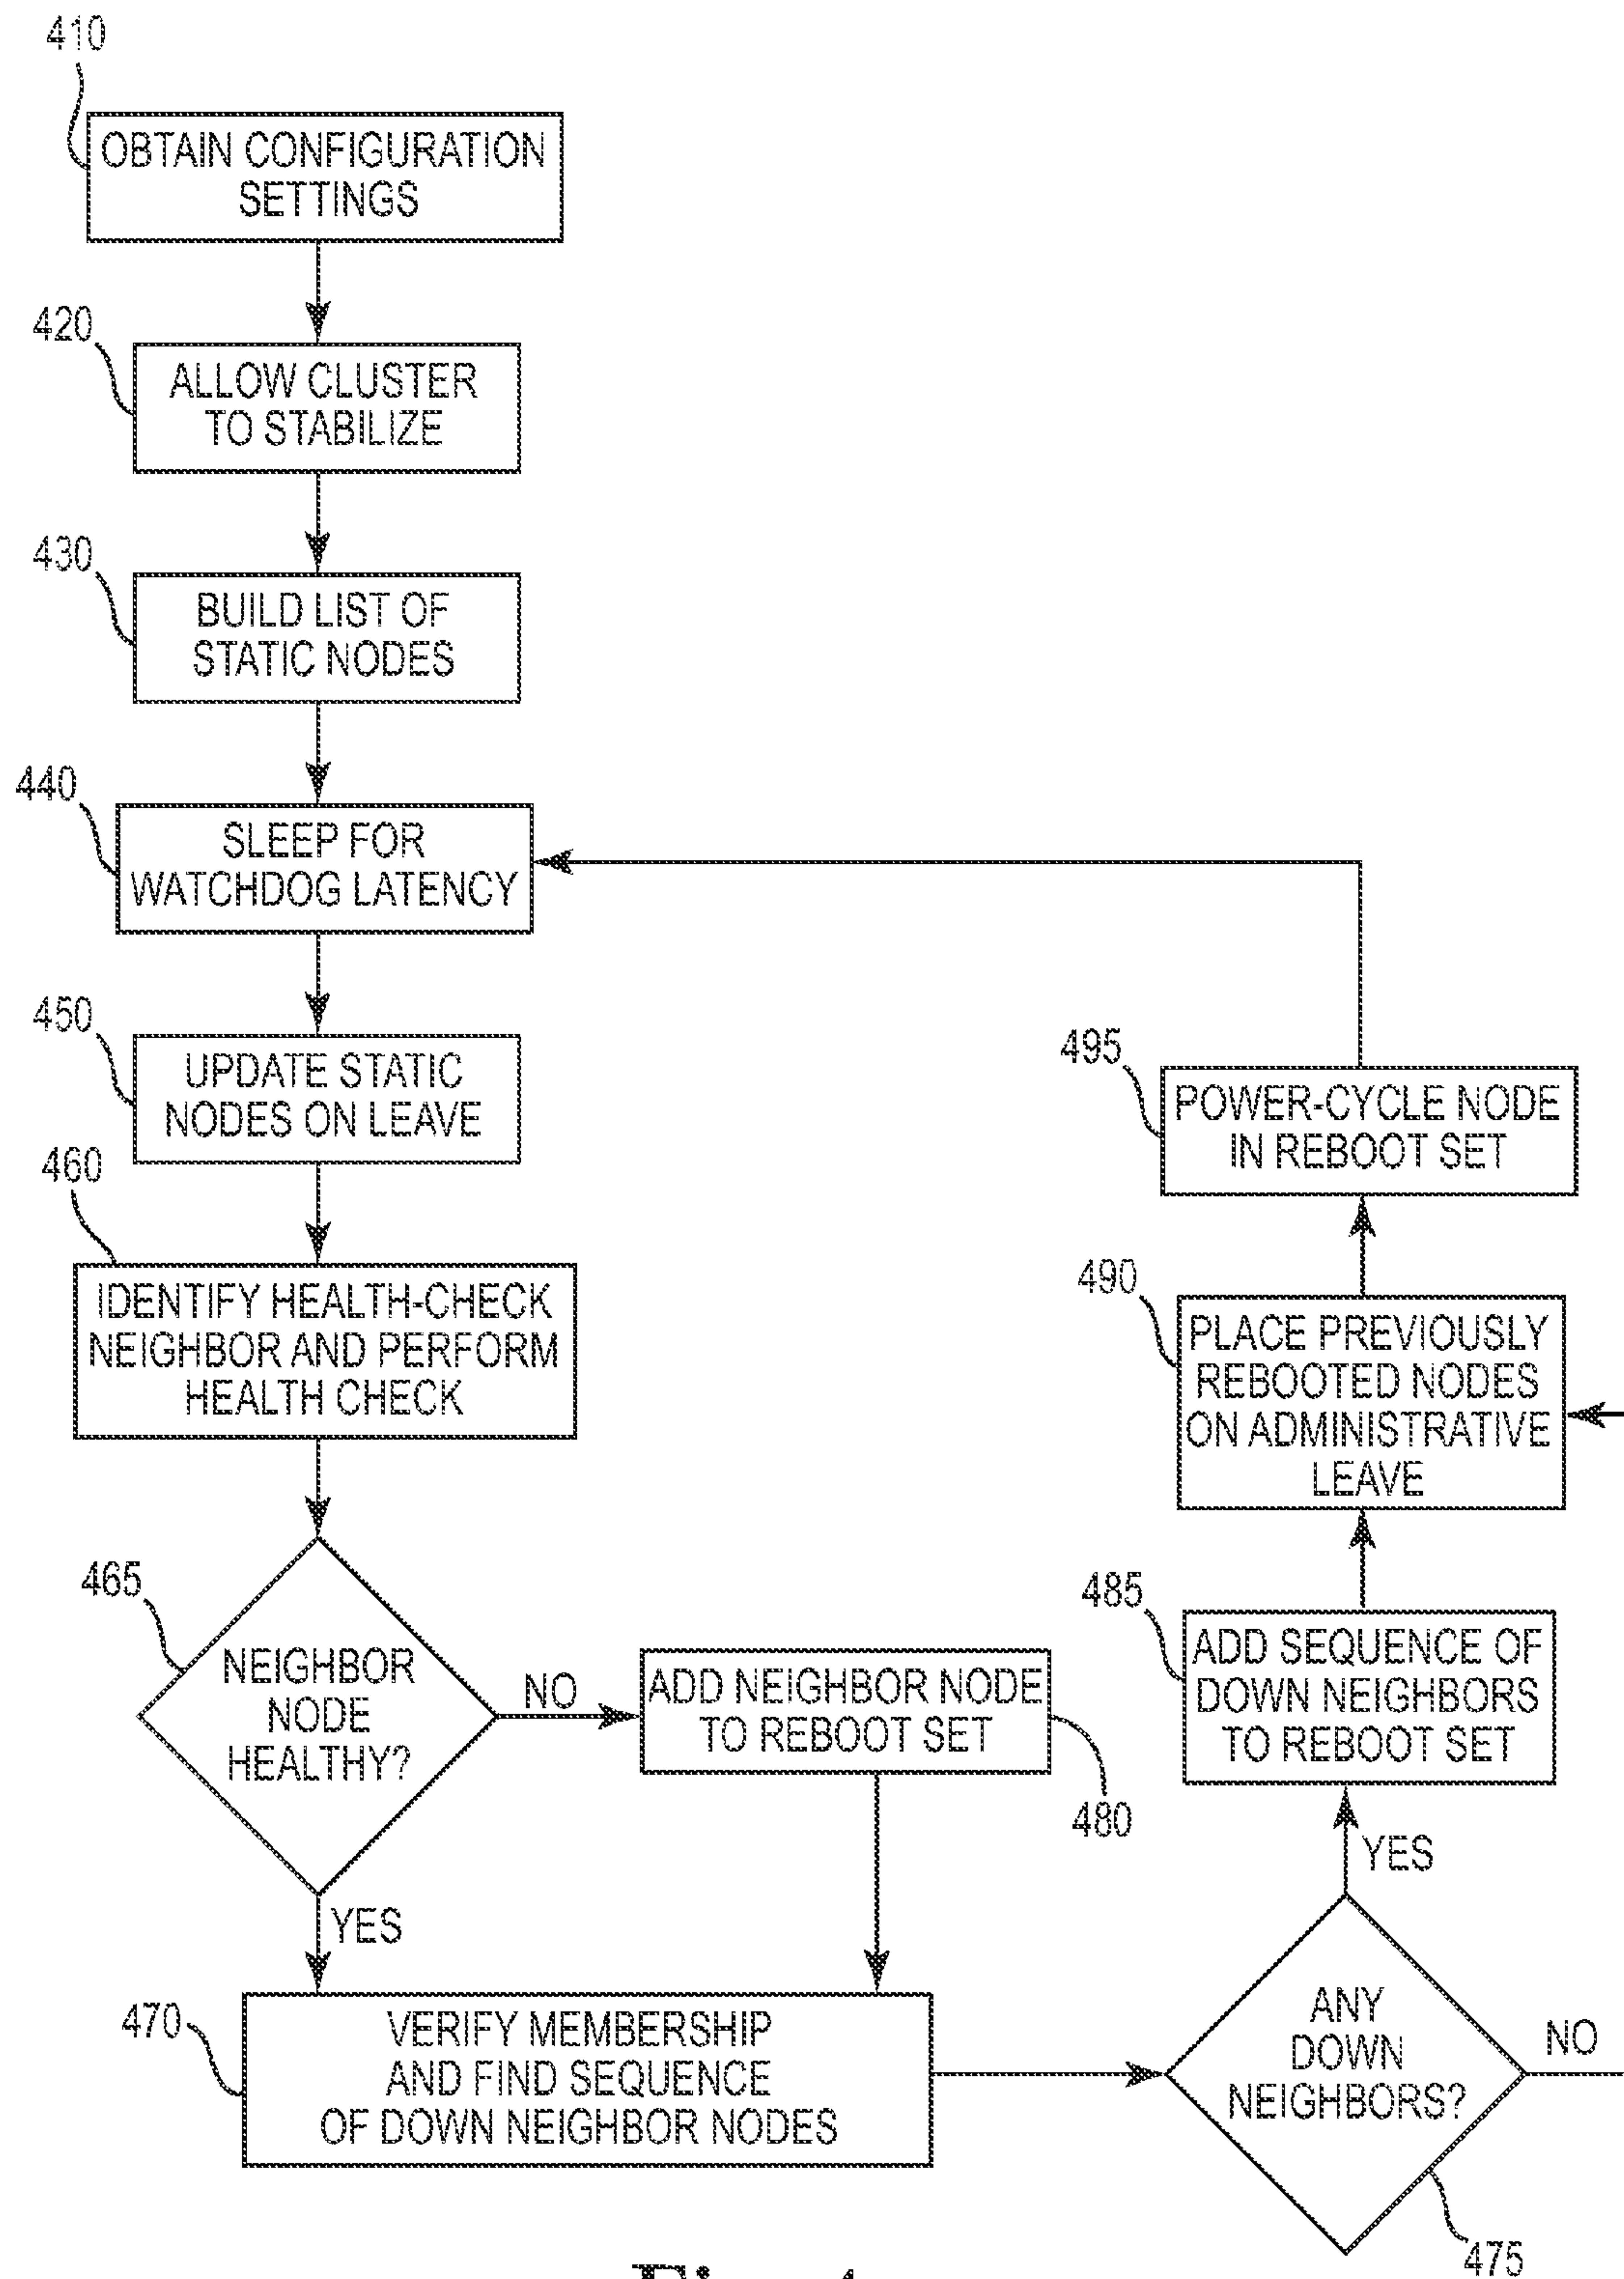 410
OBTAIN CONFIGURATION
SETTINGS
420
ALLOW CLUSTER
TO STABILIZE
430
BUILD LIST OF
STATIC NODES
440
SLEEP FOR
WATCHDOG LATENCY
450
UPDATE STATIC
NODES ON LEAVE
460
IDENTIFY HEALTH-CHECK
NEIGHBOR AND PERFORM
HEALTH CHECK
465
NEIGHBOR
NODE
HEALTHY?
NO
ADD NEIGHBOR NODE
TO REBOOT SET
480
YES
470
VERIFY MEMBERSHIP
AND FIND SEQUENCE
OF DOWN NEIGHBOR NODES
ANY
DOWN
NEIGHBORS?
475
NO
YES
485
ADD SEQUENCE OF
DOWN NEIGHBORS
TO REBOOT SET
490
PLACE PREVIOUSLY
REBOOTED NODES
ON ADMINISTRATIVE
LEAVE
495
POWER-CYCLE NODE
IN REBOOT SET